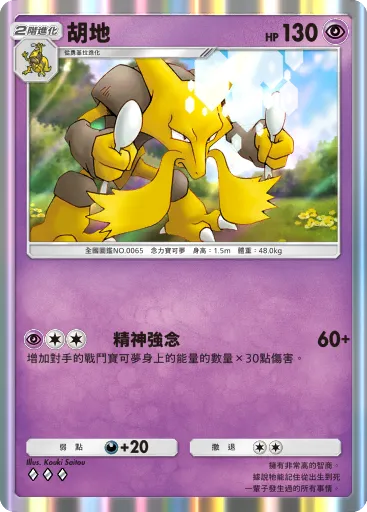 2階進化
胡地
HP 130
從勇基拉進化
全國圖鑑NO.0065 念力寶可夢 身高：1.5m 體重：48.0kg
精神強念 60+
增加對手的戰鬥寶可夢身上的能量的數量×30點傷害。
弱點 +20 撤退
Illus. Kouki Saitou
擁有非常高的智商。
據說牠能記住從出生到死
一輩子發生過的所有事情。